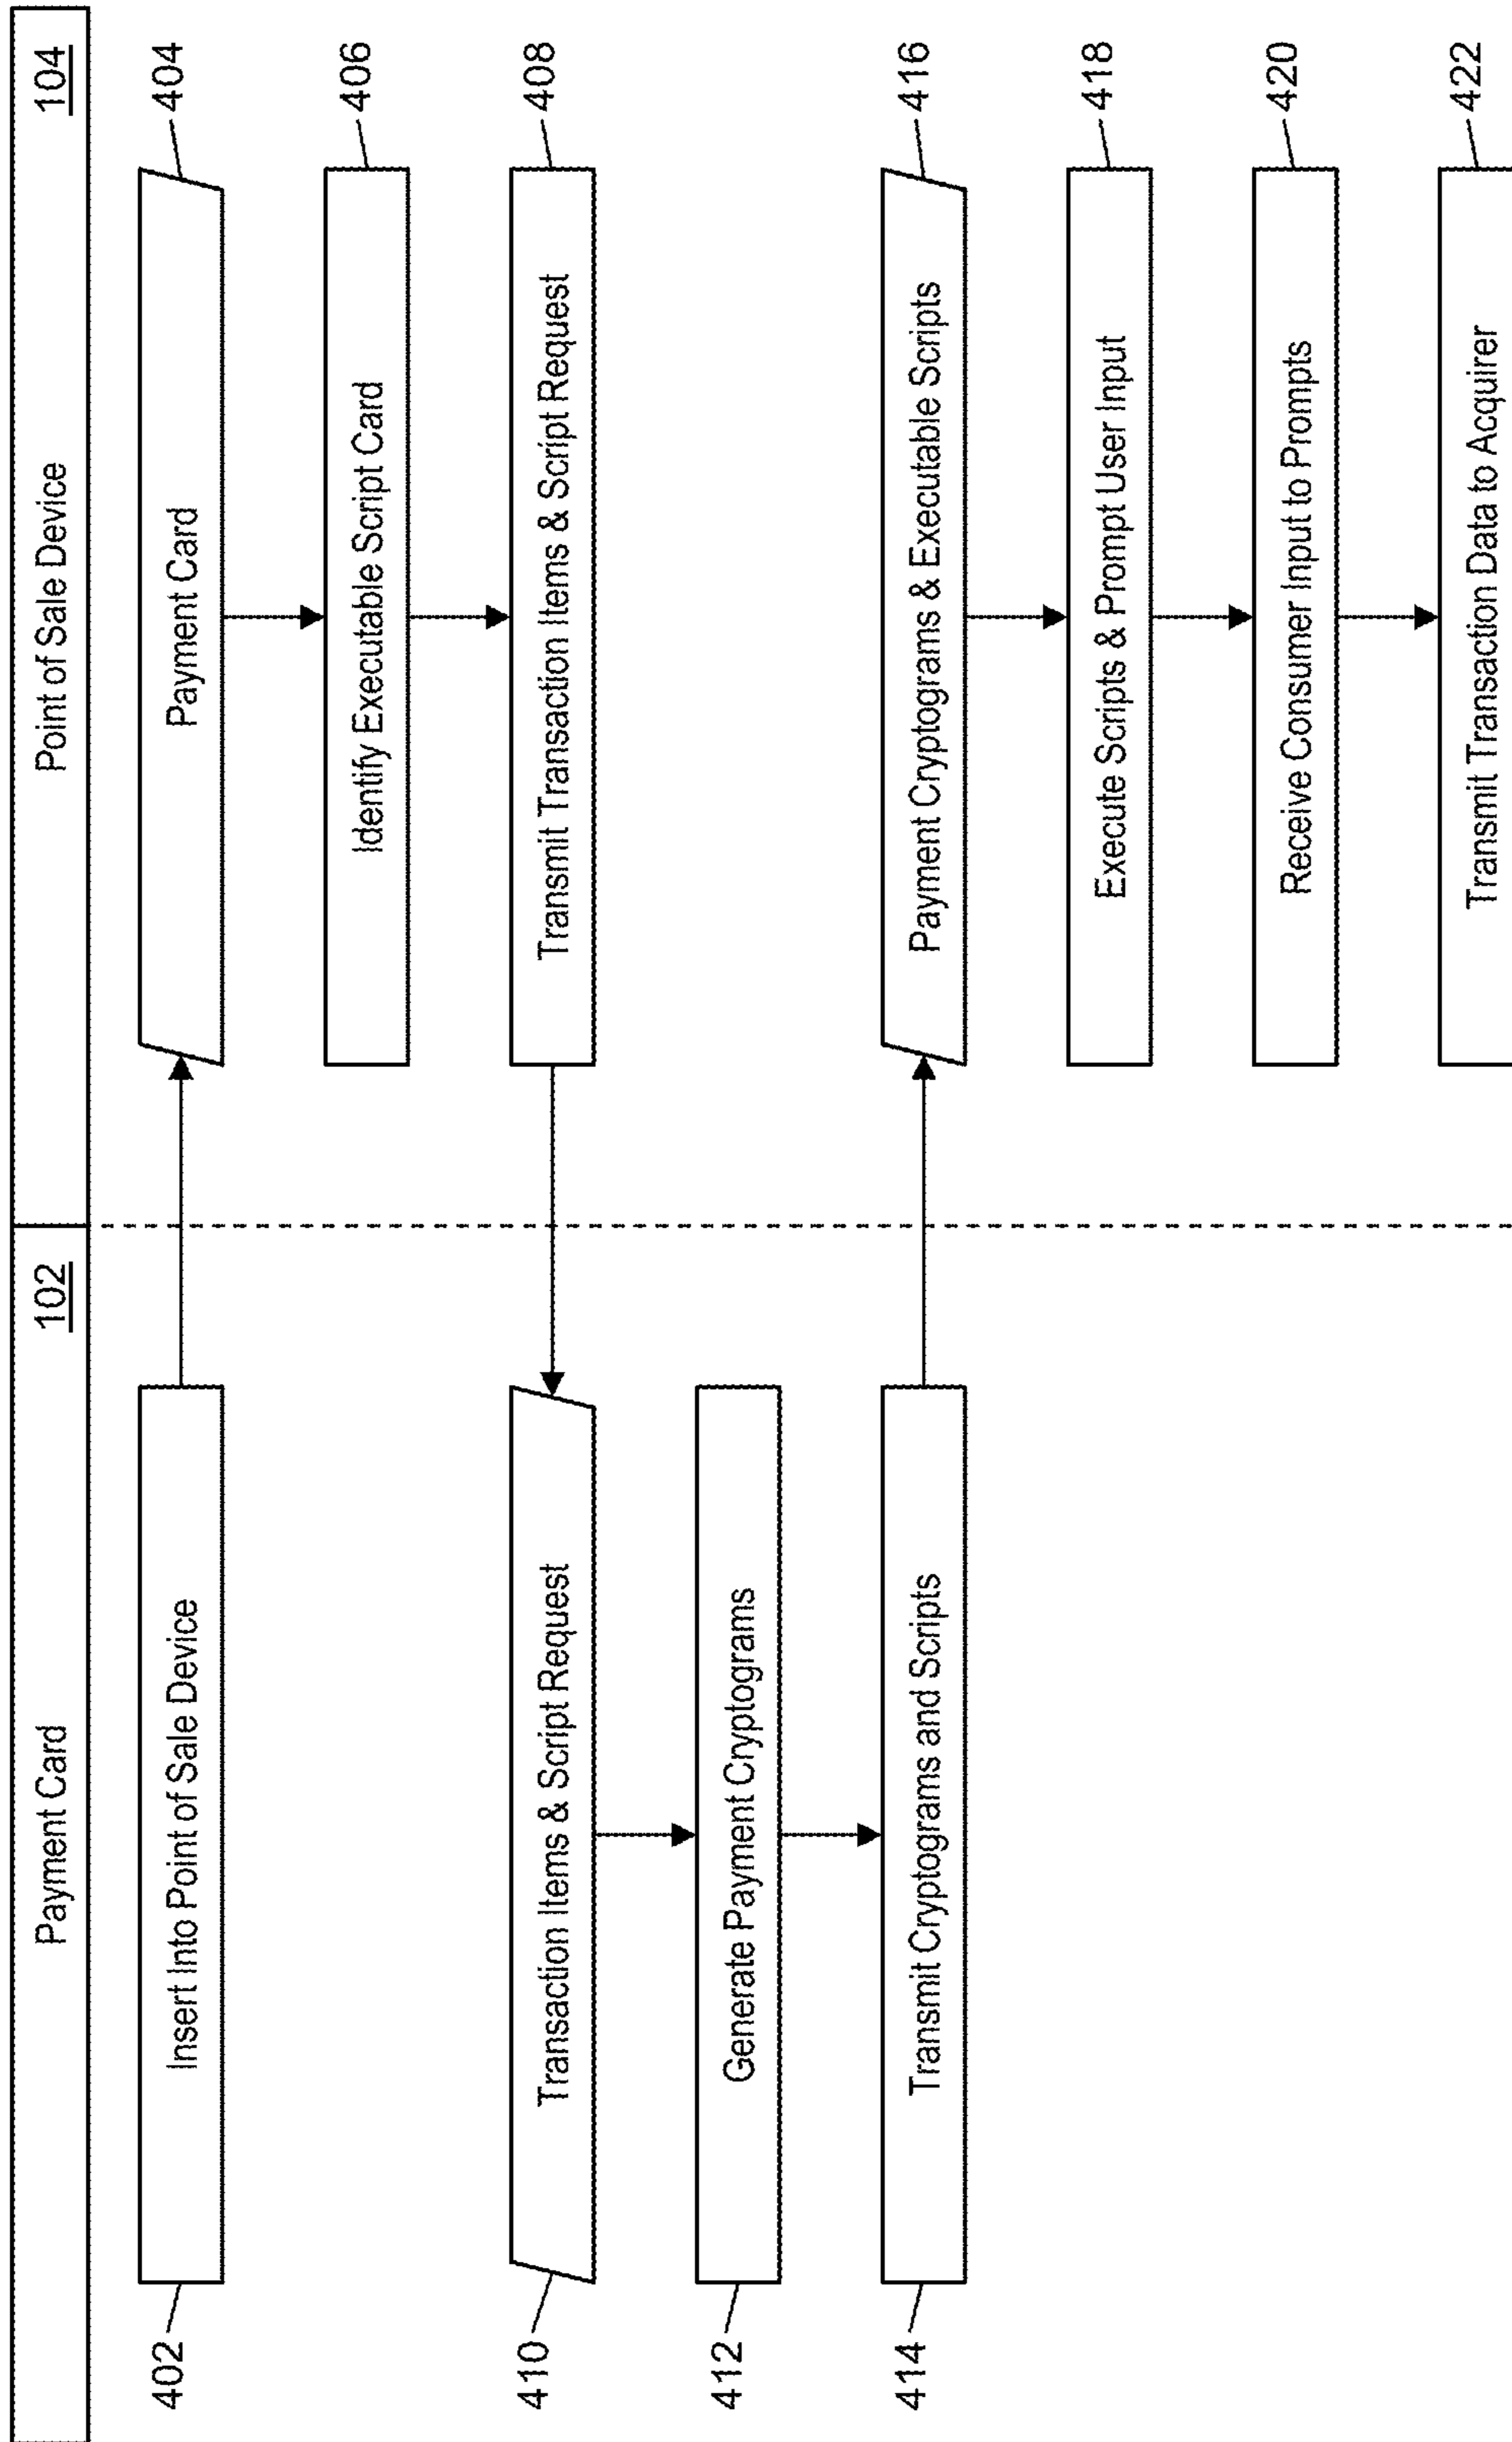 Payment Card
102
Point of Sale Device
104
402
Insert Into Point of Sale Device
Payment Card
404
Identify Executable Script Card
406
Transmit Transaction Items & Script Request
408
410
Transaction Items & Script Request
412
Generate Payment Cryptograms
414
Transmit Cryptograms and Scripts
Payment Cryptograms & Executable Scripts
416
Execute Scripts & Prompt User Input
418
Receive Consumer Input to Prompts
420
Transmit Transaction Data to Acquirer
422